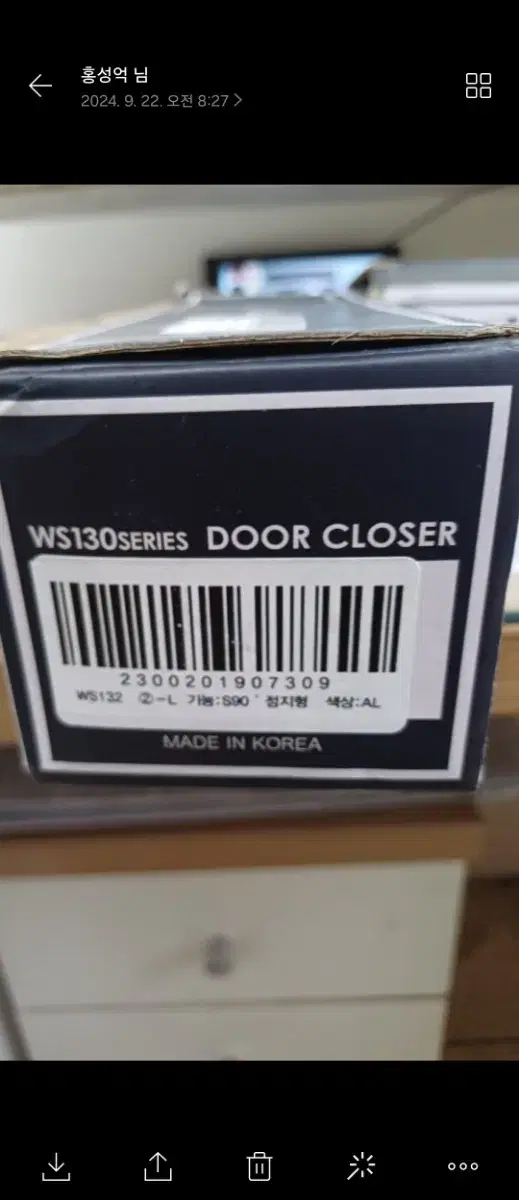 홍성억 님
2024. 9. 22. 오전 8:27
WS130SERIES DOOR CLOSER
2300201907309
WS132 ②-L 기능:S90˚정지형 색상:AL
MADE IN KOREA